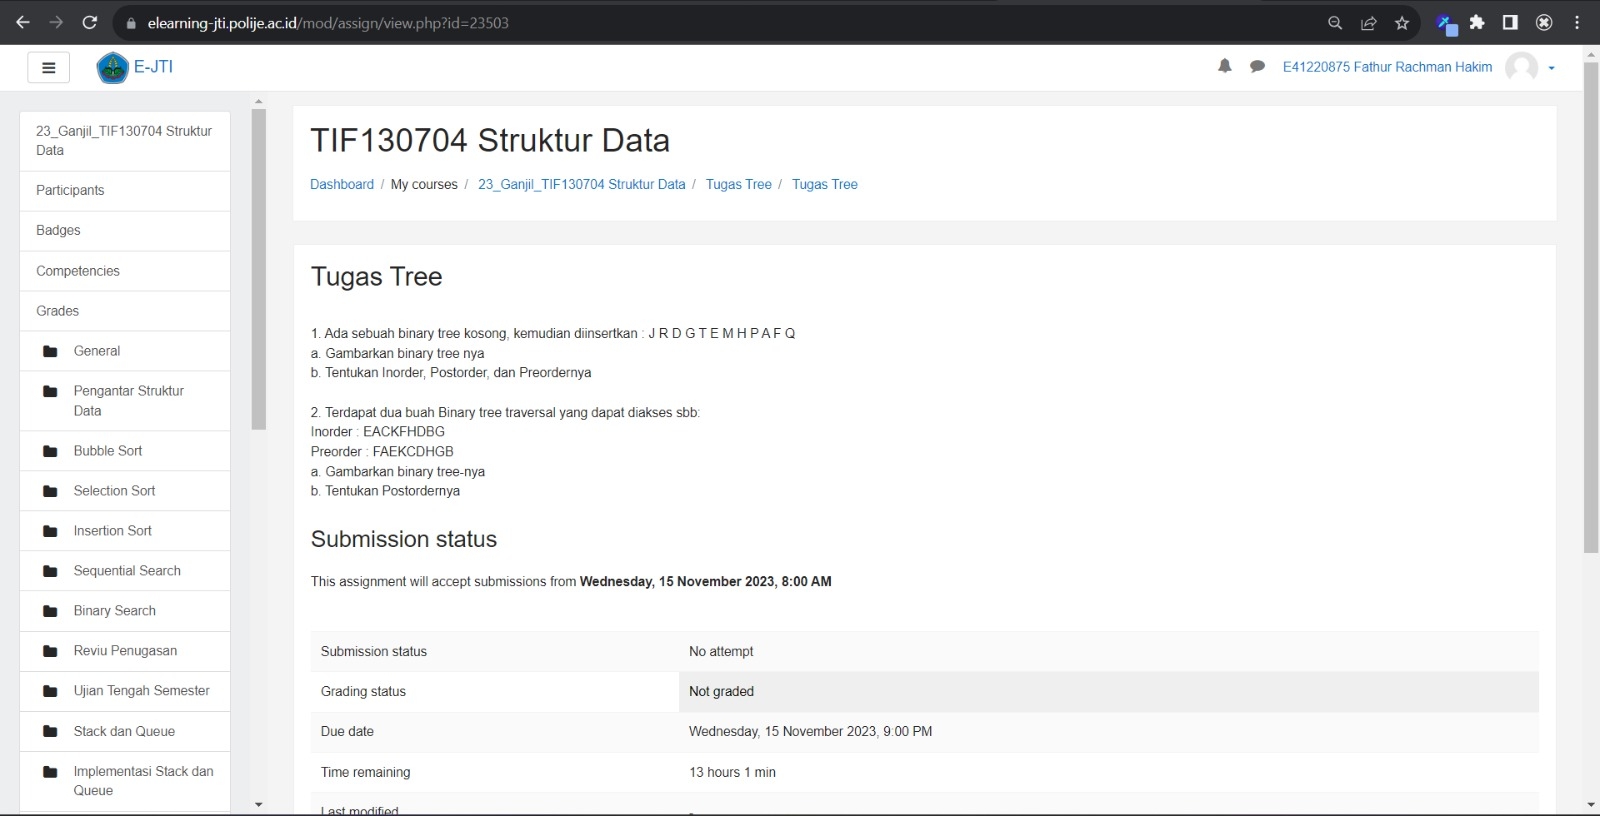 elearning-jti.polije.ac.id/mod/assign/view.php?id=23503
E-JTI
E41220875 Fathur Rachman Hakim
23_Ganjil_TIF130704 Struktur
Data
Participants
Badges
Competencies
Grades
General
Pengantar Struktur
Data
Bubble Sort
Selection Sort
Insertion Sort
Sequential Search
Binary Search
Reviu Penugasan
Ujian Tengah Semester
Stack dan Queue
Implementasi Stack dan
Queue
TIF130704 Struktur Data
Dashboard / My courses / 23_Ganjil_TIF130704 Struktur Data / Tugas Tree / Tugas Tree
Tugas Tree
1. Ada sebuah binary tree kosong, kemudian diinsertkan : J R D G T E M H P A F Q
a. Gambarkan binary tree nya
b. Tentukan Inorder, Postorder, dan Preordernya
2. Terdapat dua buah Binary tree traversal yang dapat diakses sbb:
Inorder : EACKFHDBG
Preorder : FAEKCDHGB
a. Gambarkan binary tree-nya
b. Tentukan Postordernya
Submission status
This assignment will accept submissions from Wednesday, 15 November 2023, 8:00 AM
Submission status No attempt
Grading status Not graded
Due date Wednesday, 15 November 2023, 9:00 PM
Time remaining 13 hours 1 min
Last modified -